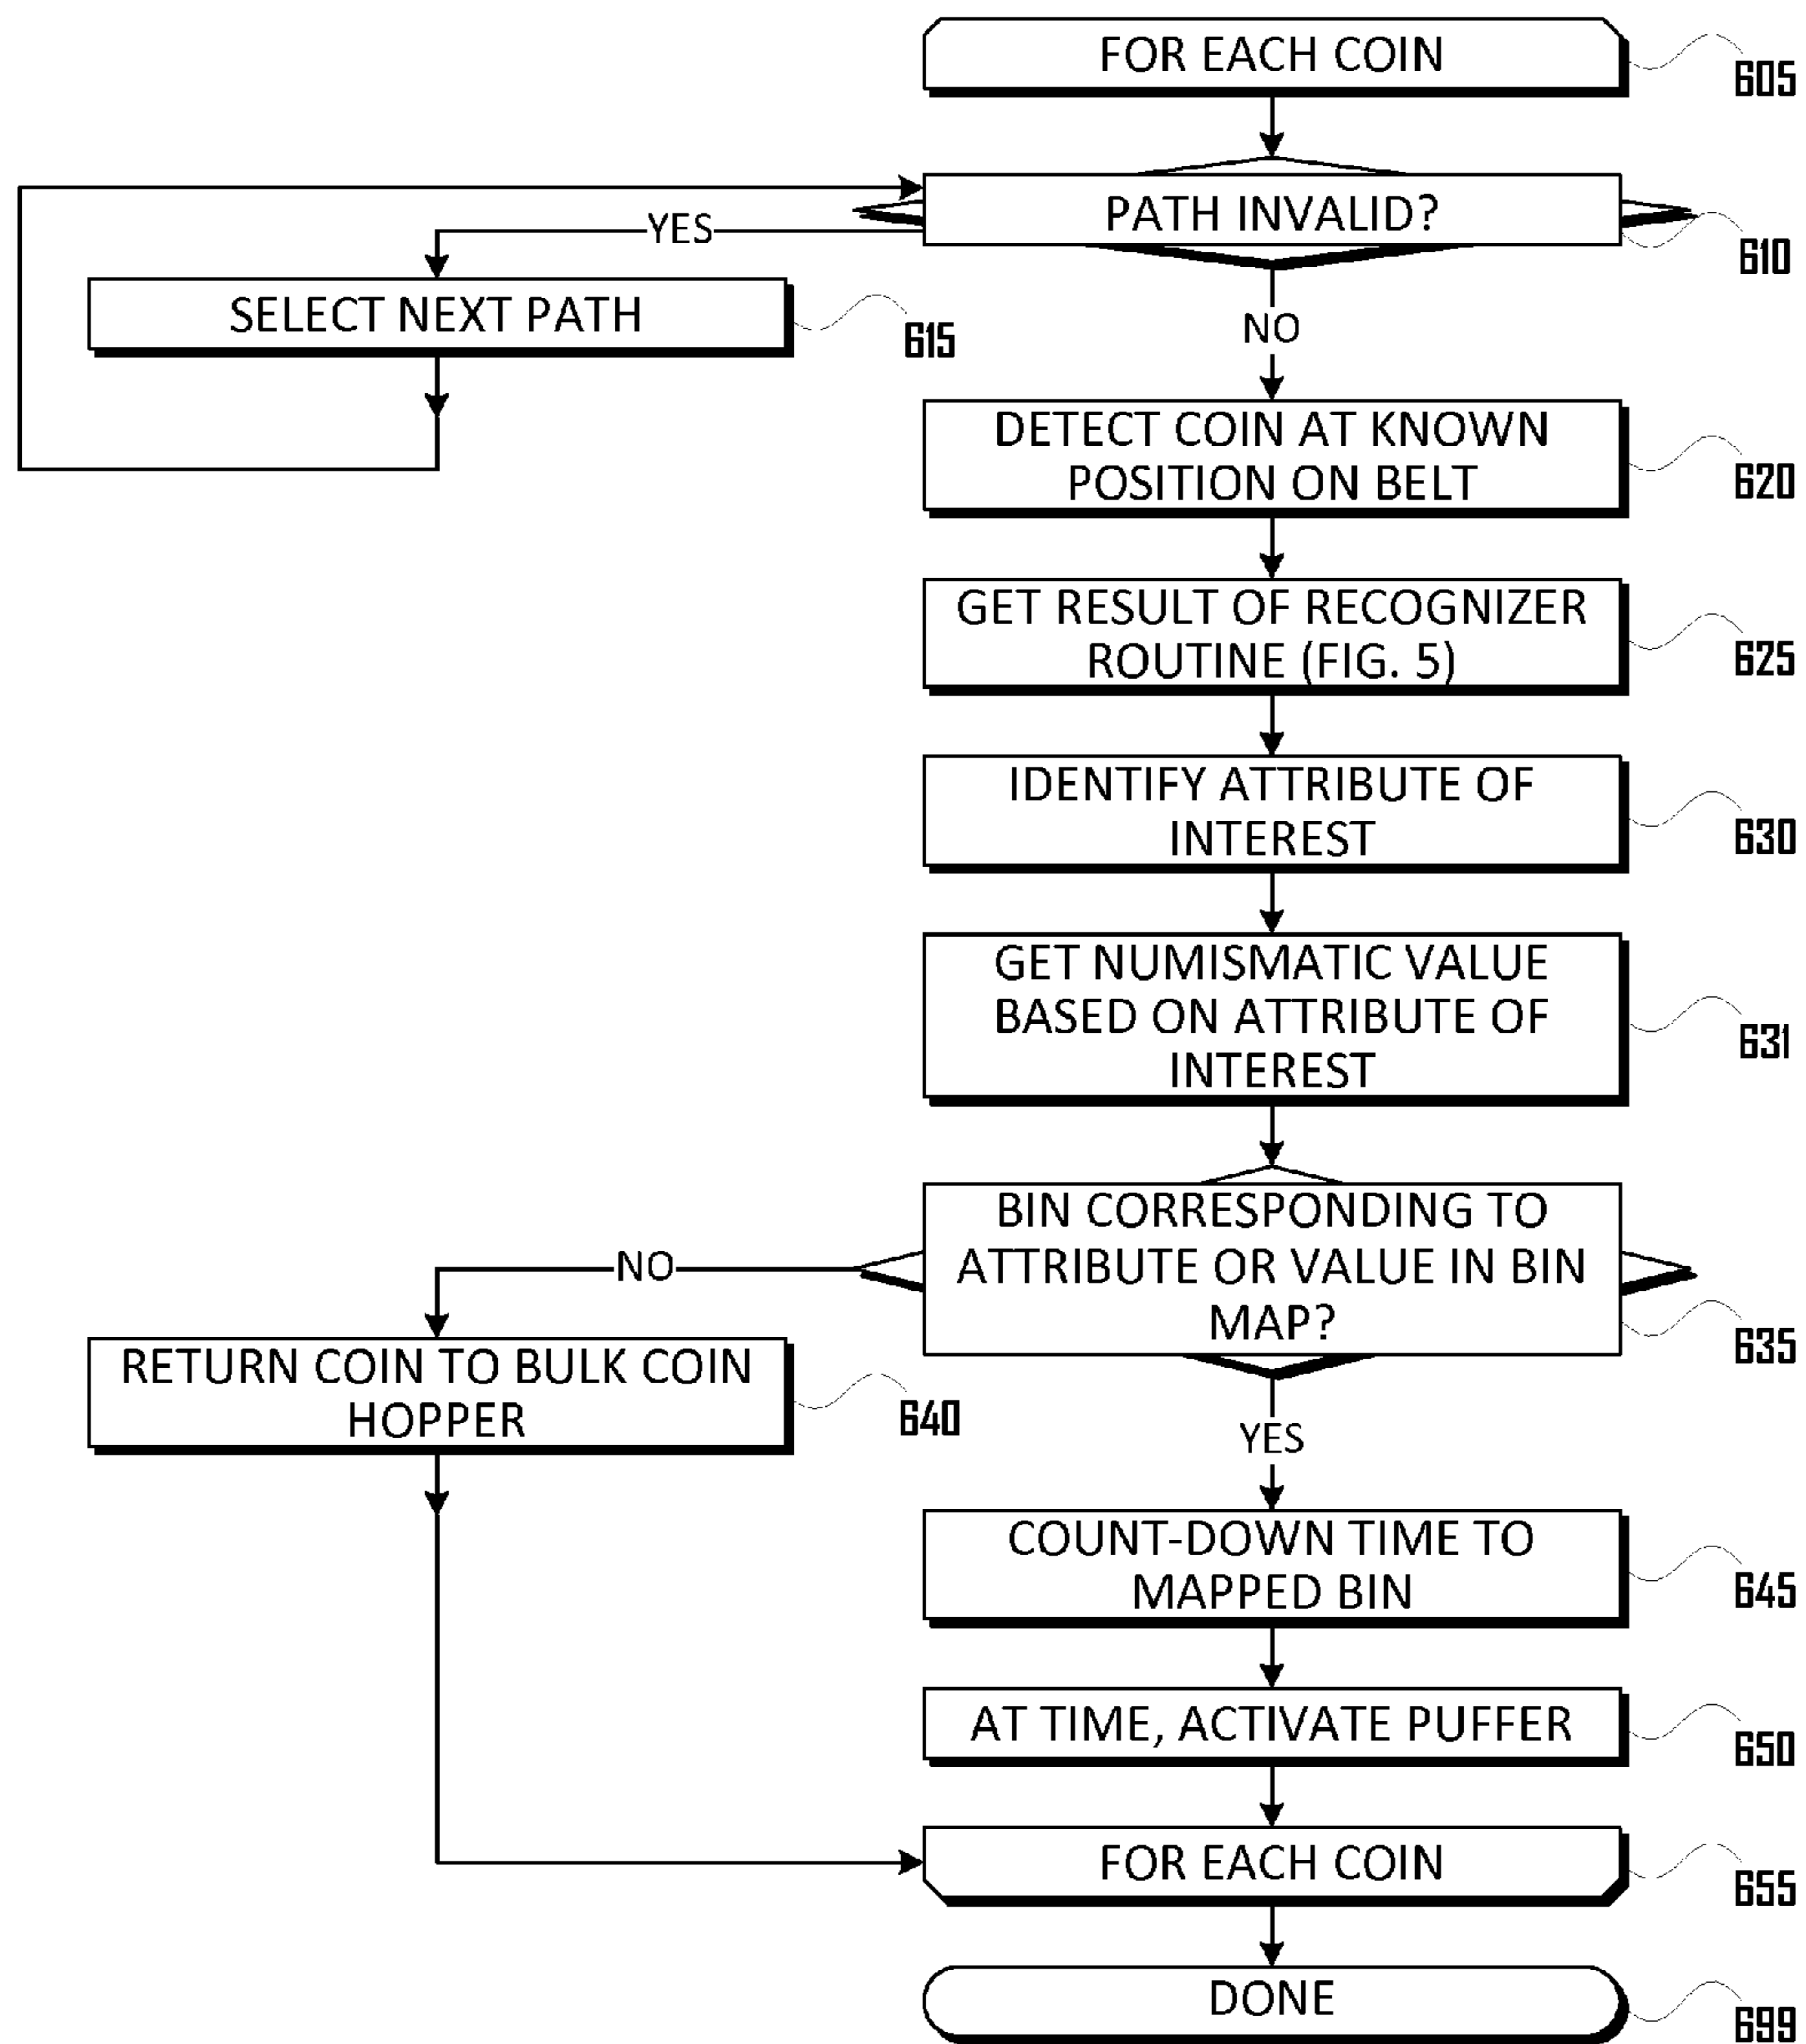 FOR EACH COIN
605
PATH INVALID?
610
YES
SELECT NEXT PATH
615
NO
DETECT COIN AT KNOWN
POSITION ON BELT
620
GET RESULT OF RECOGNIZER
ROUTINE (FIG. 5)
625
IDENTIFY ATTRIBUTE OF
INTEREST
630
GET NUMISMATIC VALUE
BASED ON ATTRIBUTE OF
INTEREST
631
BIN CORRESPONDING TO
ATTRIBUTE OR VALUE IN BIN
MAP?
635
NO
RETURN COIN TO BULK COIN
HOPPER
640
YES
COUNT-DOWN TIME TO
MAPPED BIN
645
AT TIME, ACTIVATE PUFFER
650
FOR EACH COIN
655
DONE
699